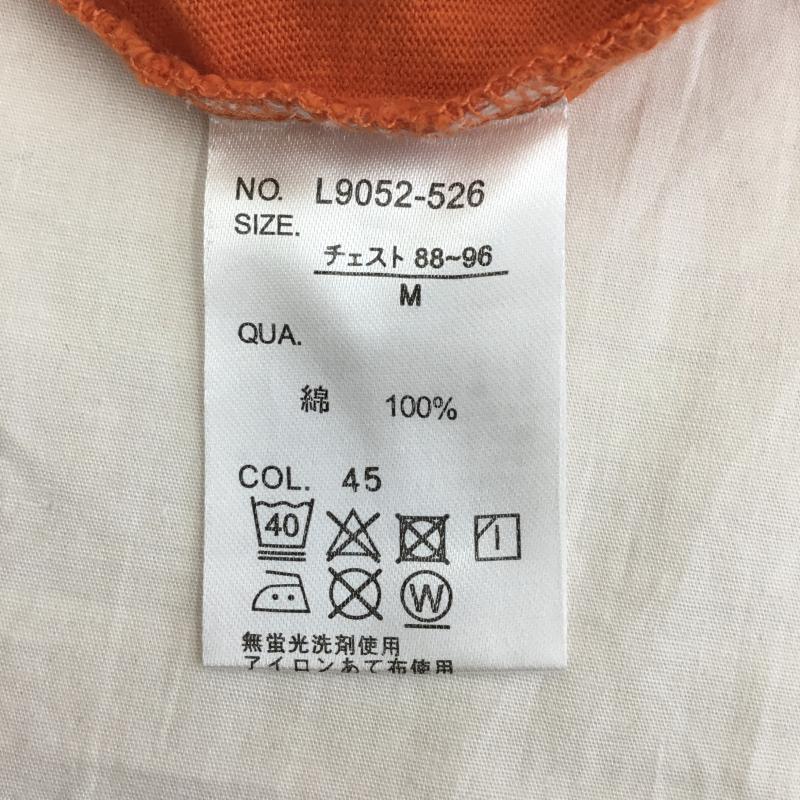 NO. L9052-526
SIZE.
チェスト 88~96
M
QUA.
綿 100%
COL. 45
40
W
無蛍光洗剤使用
アイロンあて布使用